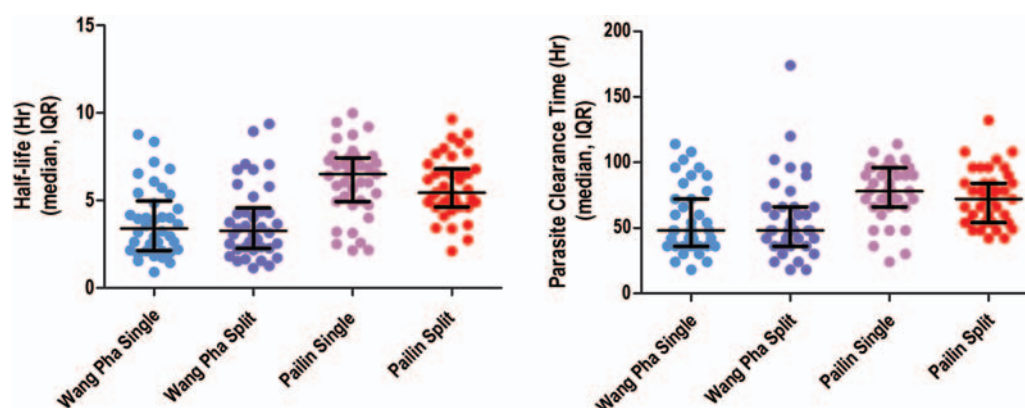 Half-life (Hr)
(median, IQR)
15
10
5
0
Wang Pha Single
Wang Pha Split
Pailin Single
Pailin Split
Parasite Clearance Time (Hr)
(median, IQR)
200
150
100
50
0
Wang Pha Single
Wang Pha Split
Pailin Single
Pailin Split